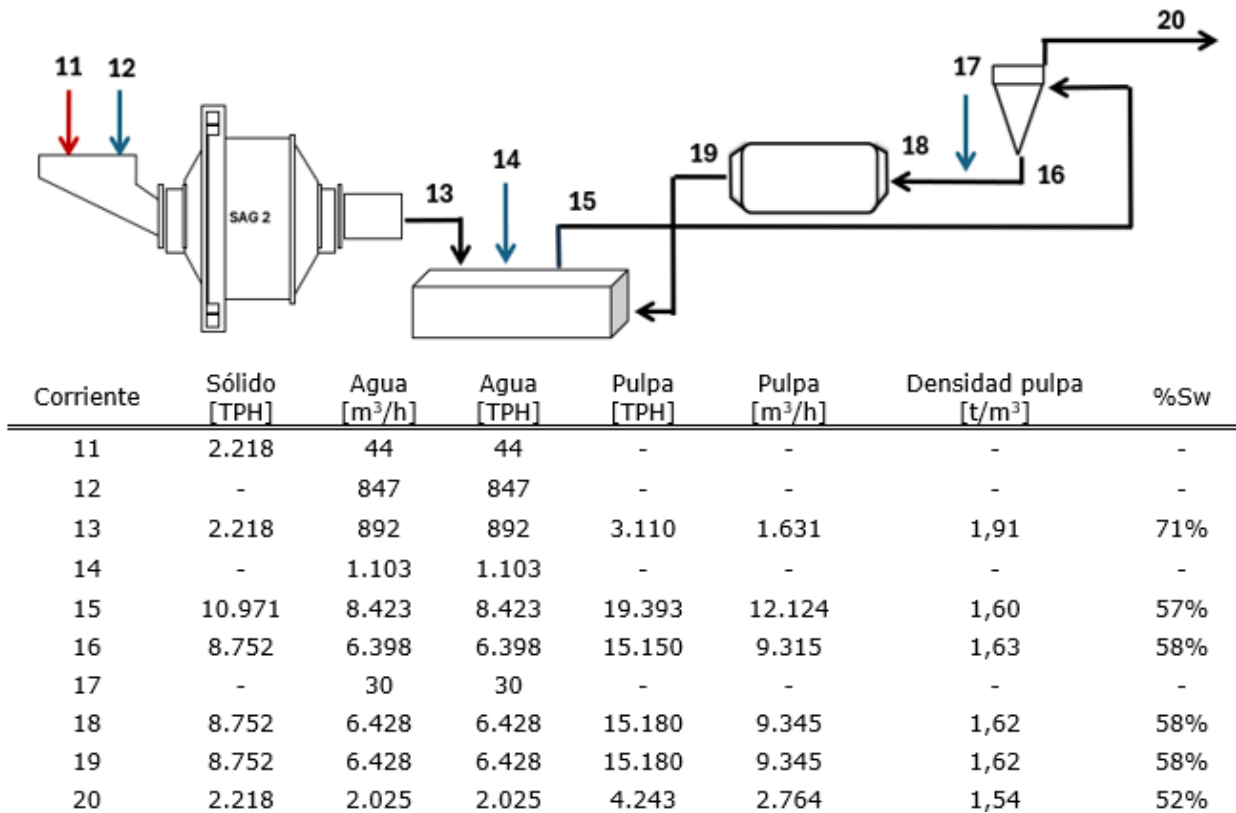 20
11 12
17
14
19
18
16
13
15
SAG 2
Corriente Sólido [TPH] Agua [m³/h] Agua [TPH] Pulpa [TPH] Pulpa [m³/h] Densidad pulpa [t/m³] %Sw
11 2.218 44 44 - - - -
12 - 847 847 - - - -
13 2.218 892 892 3.110 1.631 1,91 71%
14 - 1.103 1.103 - - - -
15 10.971 8.423 8.423 19.393 12.124 1,60 57%
16 8.752 6.398 6.398 15.150 9.315 1,63 58%
17 - 30 30 - - - -
18 8.752 6.428 6.428 15.180 9.345 1,62 58%
19 8.752 6.428 6.428 15.180 9.345 1,62 58%
20 2.218 2.025 2.025 4.243 2.764 1,54 52%